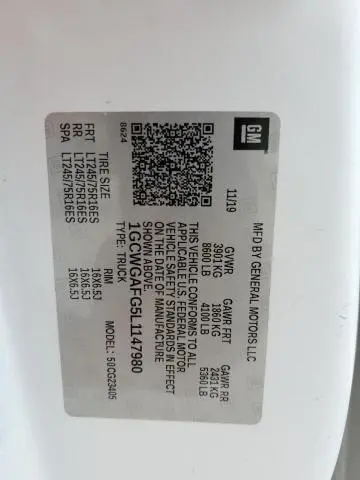 GM
MFD BY GENERAL MOTORS LLC
11/19
GVWR GAWR FRT GAWR RR
3901 KG 1860 KG 2431 KG
8600 LB 4100 LB 5360 LB
THIS VEHICLE CONFORMS TO ALL
APPLICABLE U.S. FEDERAL MOTOR
VEHICLE SAFETY STANDARDS IN EFFECT
ON THE DATE OF MANUFACTURE
SHOWN ABOVE.
1GCWGAFG5L1147980
TYPE: TRUCK MODEL: 50CG23405
8624
TIRE SIZE RIM
FRT LT245/75R16ES 16X6.5J
RR LT245/75R16ES 16X6.5J
SPA LT245/75R16ES 16X6.5J